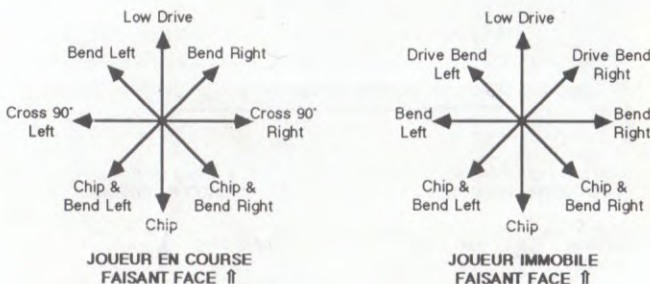 Low Drive
Bend Left
Bend Right
Cross 90°
Left
Cross 90°
Right
Chip &
Bend Left
Chip &
Bend Right
Chip
JOUEUR EN COURSE
FAISANT FACE ⇑
Low Drive
Drive Bend
Left
Drive Bend
Right
Bend
Left
Bend
Right
Chip &
Bend Left
Chip &
Bend Right
Chip
JOUEUR IMMOBILE
FAISANT FACE ⇑